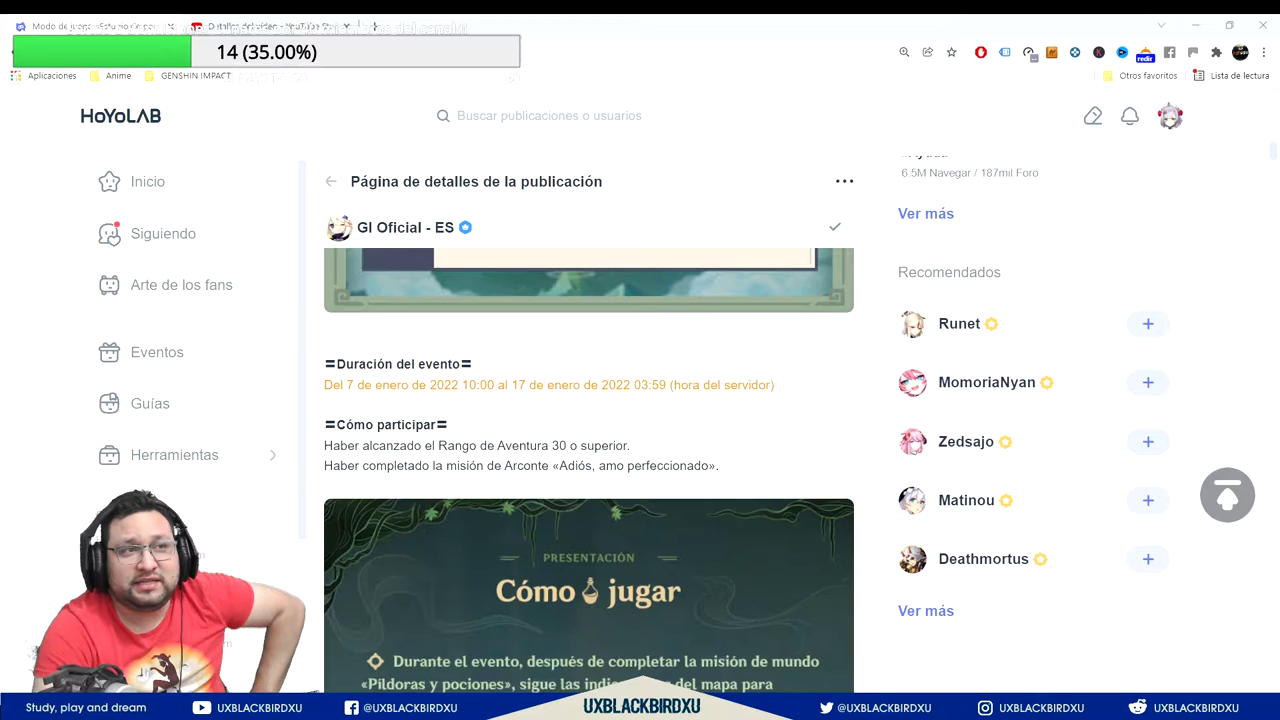 14 (35.00%)
Aplicaciones
Anime
GENSHIN IMPACT
redir
Otros favoritos
Lista de lectura
HoYoLAB
Buscar publicaciones o usuarios
Inicio
Siguiendo
Arte de los fans
Eventos
Guías
Herramientas
Página de detalles de la publicación
GI Oficial - ES
=Duración del evento=
Del 7 de enero de 2022 10:00 al 17 de enero de 2022 03:59 (hora del servidor)
=Cómo participar=
Haber alcanzado el Rango de Aventura 30 o superior.
Haber completado la misión de Arconte «Adiós, amo perfeccionado».
PRESENTACIÓN
Cómo jugar
Durante el evento, después de completar la misión de mundo
«Píldoras y pociones», sigue las del mapa para
6.5M Navegar / 187mil Foro
Ver más
Recomendados
Runet
MomoriaNyan
Zedsajo
Matinou
Deathmortus
Ver más
Study, play and dream
UXBLACKBIRDXU
@UXBLACKBIRDXU
UXBLACKBIRDXU
@UXBLACKBIRDXU
UXBLACKBIRDXU
UXBLACKBIRDXU